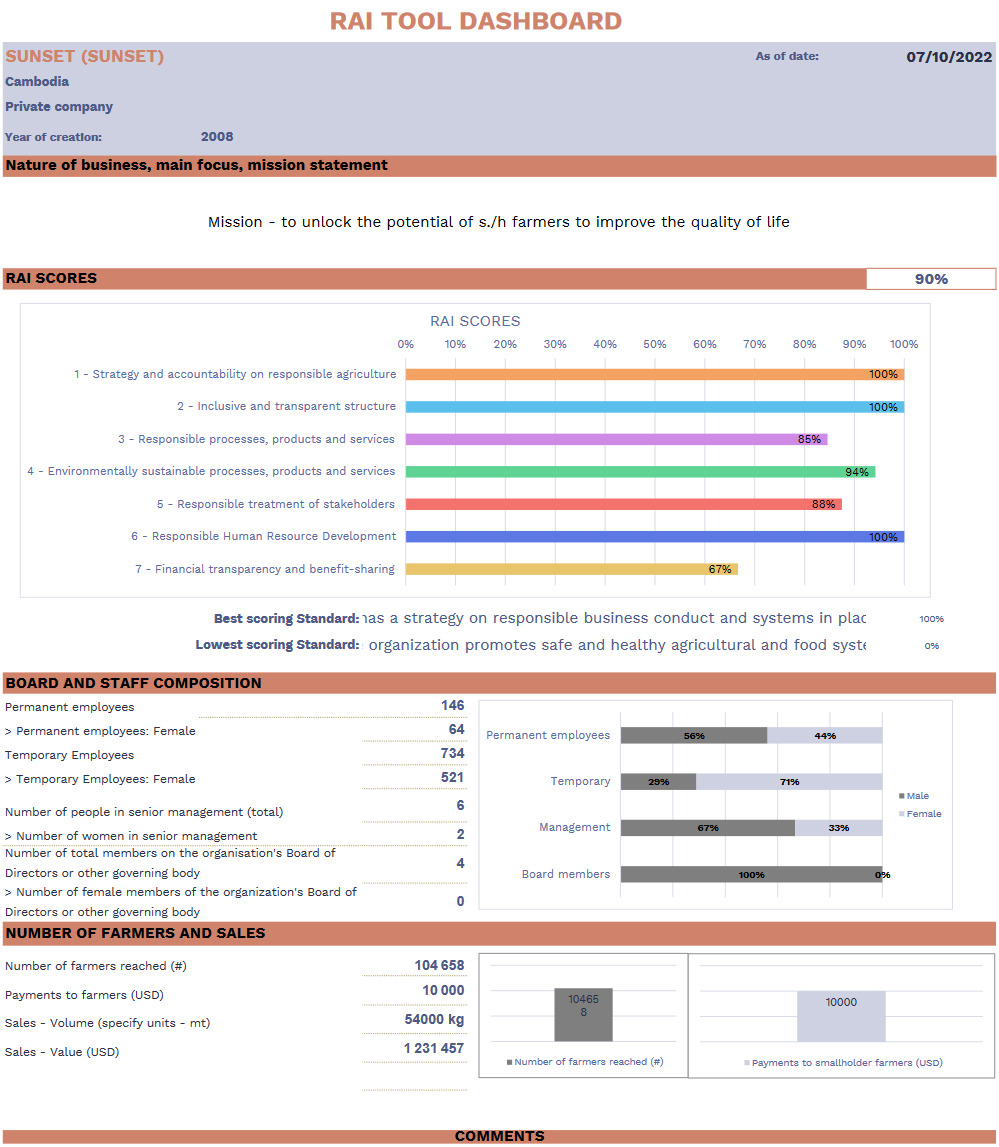 RAI TOOL DASHBOARD
SUNSET (SUNSET)
As of date: 07/10/2022
Cambodia
Private company
Year of creation: 2008
Nature of business, main focus, mission statement
Mission - to unlock the potential of s./h farmers to improve the quality of life
RAI SCORES 90%
RAI SCORES
0% 10% 20% 30% 40% 50% 60% 70% 80% 90% 100%
1 - Strategy and accountability on responsible agriculture 100%
2 - Inclusive and transparent structure 100%
3 - Responsible processes, products and services 85%
4 - Environmentally sustainable processes, products and services 94%
5 - Responsible treatment of stakeholders 88%
6 - Responsible Human Resource Development 100%
7 - Financial transparency and benefit-sharing 67%
Best scoring Standard: has a strategy on responsible business conduct and systems in plac 100%
Lowest scoring Standard: organization promotes safe and healthy agricultural and food syste 0%
BOARD AND STAFF COMPOSITION
Permanent employees 146
> Permanent employees: Female 64
Temporary Employees 734
> Temporary Employees: Female 521
Number of people in senior management (total) 6
> Number of women in senior management 2
Number of total members on the organisation's Board of
Directors or other governing body 4
> Number of female members of the organization's Board of
Directors or other governing body 0
Permanent employees 56% 44%
Temporary 29% 71%
Management 67% 33%
Board members 100% 0%
Male
Female
NUMBER OF FARMERS AND SALES
Number of farmers reached (#) 104 658
Payments to farmers (USD) 10 000
Sales - Volume (specify units - mt) 54000 kg
Sales - Value (USD) 1 231 457
10465
8
Number of farmers reached (#)
10000
Payments to smallholder farmers (USD)
COMMENTS